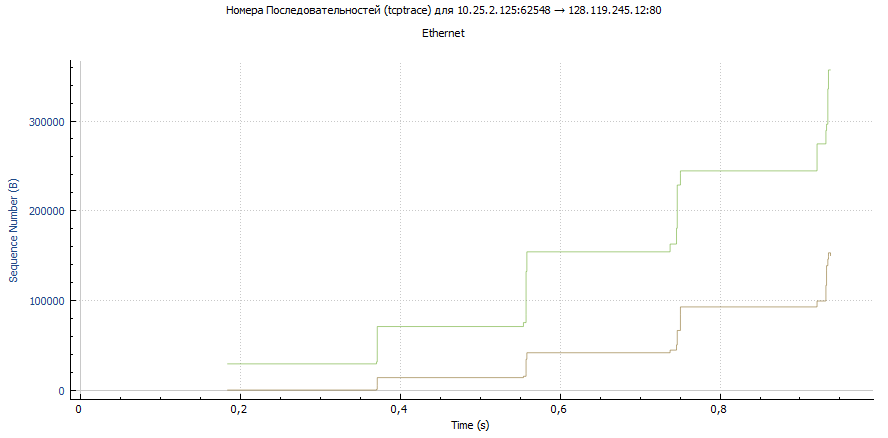 Номера Последовательностей (tcptrace) для 10.25.2.125:62548 → 128.119.245.12:80
Ethernet
Sequence Number (B)
300000
200000
100000
0
0
0,2
0,4
0,6
0,8
Time (s)